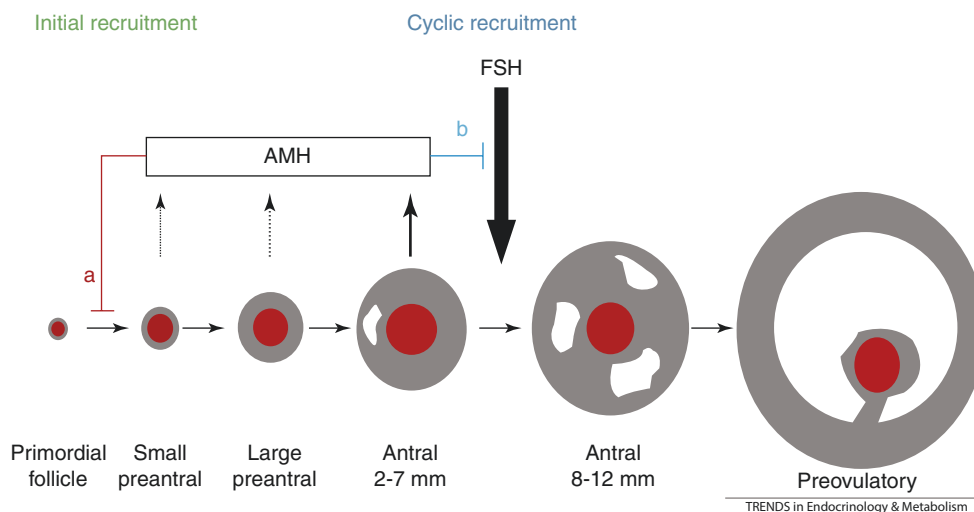 Initial recruitment
Cyclic recruitment
FSH
b
AMH
a
Primordial
follicle
Small
preantral
Large
preantral
Antral
2-7 mm
Antral
8-12 mm
Preovulatory
TRENDS in Endocrinology & Metabolism